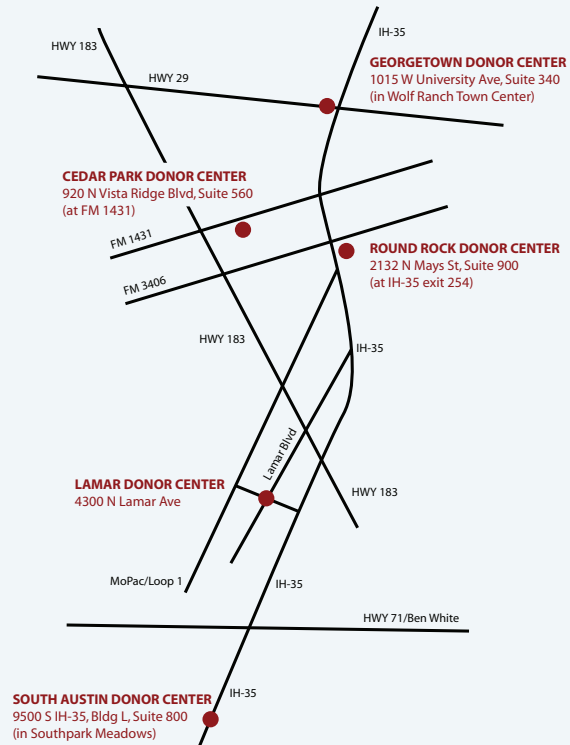 HWY 183
IH-35
GEORGETOWN DONOR CENTER
1015 W University Ave, Suite 340
(in Wolf Ranch Town Center)
HWY 29
CEDAR PARK DONOR CENTER
920 N Vista Ridge Blvd, Suite 560
(at FM 1431)
FM 1431
ROUND ROCK DONOR CENTER
2132 N Mays St, Suite 900
(at IH-35 exit 254)
FM 3406
HWY 183
IH-35
Lamar Blvd
LAMAR DONOR CENTER
4300 N Lamar Ave
HWY 183
MoPac/Loop 1
IH-35
HWY 71/Ben White
SOUTH AUSTIN DONOR CENTER
9500 S IH-35, Bldg L, Suite 800
(in Southpark Meadows)
IH-35